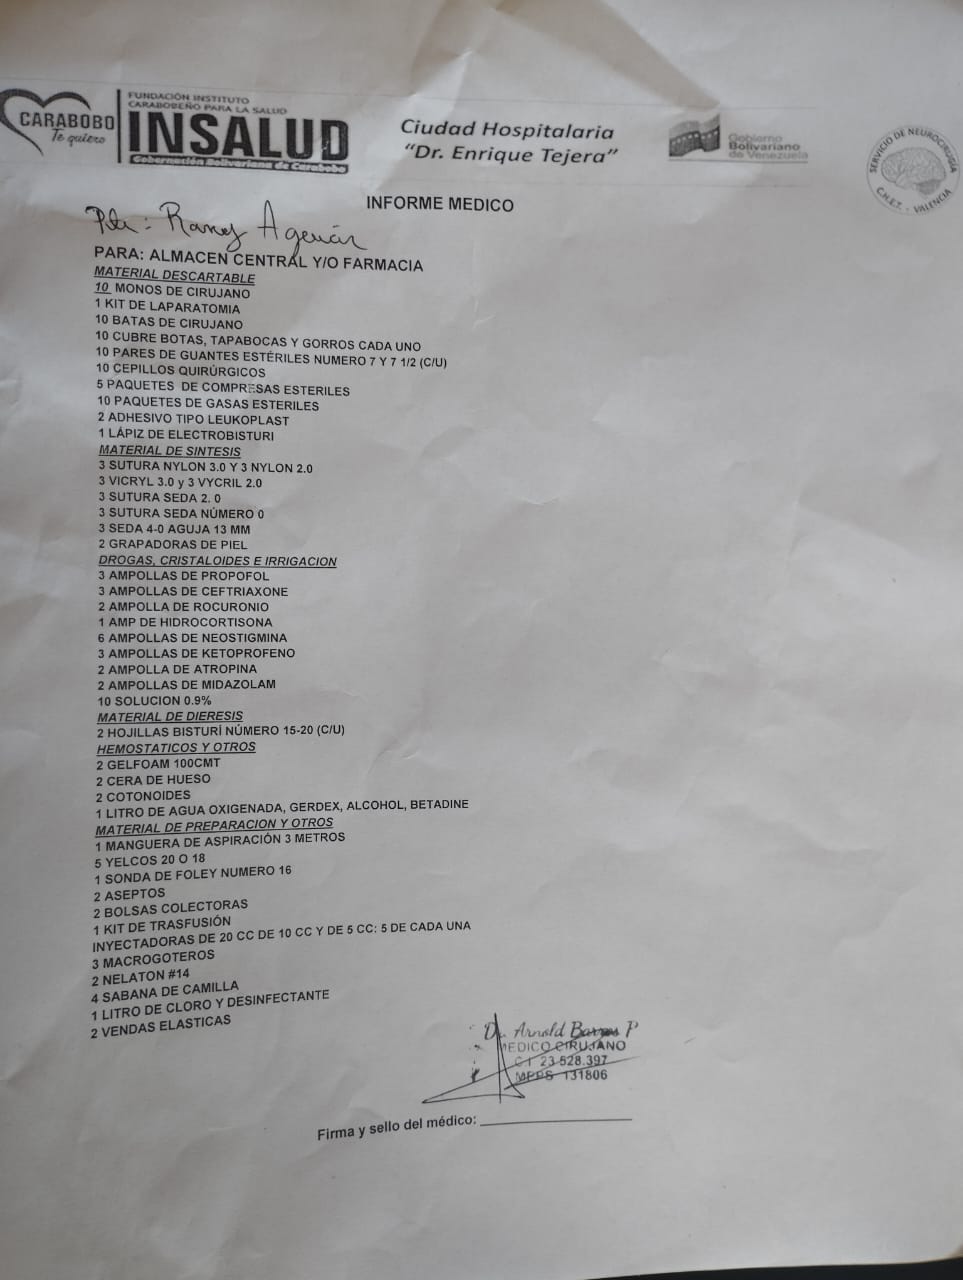 CARABOBO
Te quiero
FUNDACIÓN INSTITUTO
CARABOBEÑO PARA LA SALUD
INSALUD
Gobernación Bolivariana de Carabobo
Ciudad Hospitalaria
"Dr. Enrique Tejera"
Gobierno
Bolivariano
de Venezuela
SERVICIO DE NEUROCIRUGÍA
C.H.E.T. - VALENCIA
INFORME MEDICO
PARA: ALMACEN CENTRAL Y/O FARMACIA
MATERIAL DESCARTABLE
10 MONOS DE CIRUJANO
1 KIT DE LAPARATOMIA
10 BATAS DE CIRUJANO
10 CUBRE BOTAS, TAPABOCAS Y GORROS CADA UNO
10 PARES DE GUANTES ESTÉRILES NUMERO 7 Y 7 1/2 (C/U)
10 CEPILLOS QUIRÚRGICOS
5 PAQUETES DE COMPRESAS ESTERILES
10 PAQUETES DE GASAS ESTERILES
2 ADHESIVO TIPO LEUKOPLAST
1 LÁPIZ DE ELECTROBISTURI
MATERIAL DE SINTESIS
3 SUTURA NYLON 3.0 Y 3 NYLON 2.0
3 VICRYL 3.0 y 3 VYCRIL 2.0
3 SUTURA SEDA 2. 0
3 SUTURA SEDA NÚMERO 0
3 SEDA 4-0 AGUJA 13 MM
2 GRAPADORAS DE PIEL
DROGAS, CRISTALOIDES E IRRIGACION
3 AMPOLLAS DE PROPOFOL
3 AMPOLLAS DE CEFTRIAXONE
2 AMPOLLA DE ROCURONIO
1 AMP DE HIDROCORTISONA
6 AMPOLLAS DE NEOSTIGMINA
3 AMPOLLAS DE KETOPROFENO
2 AMPOLLA DE ATROPINA
2 AMPOLLAS DE MIDAZOLAM
10 SOLUCION 0.9%
MATERIAL DE DIERESIS
2 HOJILLAS BISTURÍ NÚMERO 15-20 (C/U)
HEMOSTATICOS Y OTROS
2 GELFOAM 100CMT
2 CERA DE HUESO
2 COTONOIDES
1 LITRO DE AGUA OXIGENADA, GERDEX, ALCOHOL, BETADINE
MATERIAL DE PREPARACION Y OTROS
1 MANGUERA DE ASPIRACIÓN 3 METROS
5 YELCOS 20 O 18
1 SONDA DE FOLEY NUMERO 16
2 ASEPTOS
2 BOLSAS COLECTORAS
1 KIT DE TRASFUSIÓN
INYECTADORAS DE 20 CC DE 10 CC Y DE 5 CC: 5 DE CADA UNA
3 MACROGOTEROS
2 NELATON #14
4 SABANA DE CAMILLA
1 LITRO DE CLORO Y DESINFECTANTE
2 VENDAS ELASTICAS
Dr. Arnold P
MEDICO CIRUJANO
C.I 23.528.397
MPPS 131806
Firma y sello del médico: